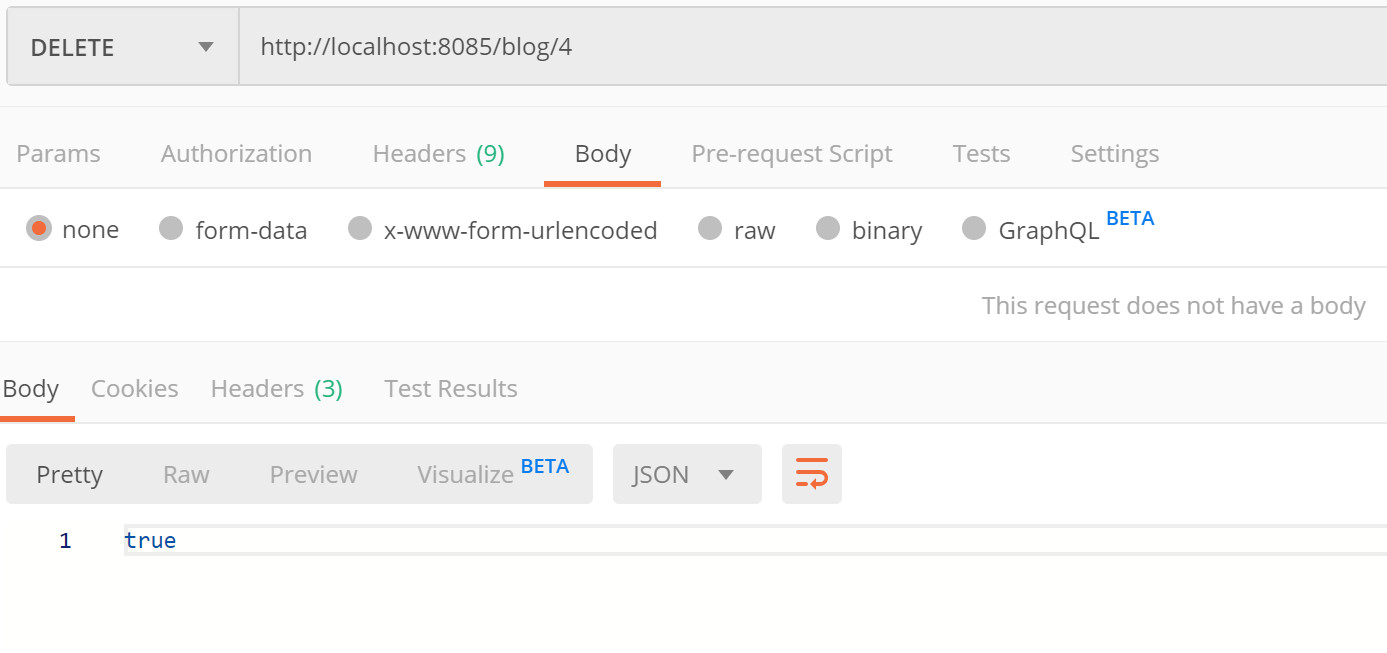 DELETE http://localhost:8085/blog/4
Params Authorization Headers (9) Body Pre-request Script Tests Settings
none form-data x-www-form-urlencoded raw binary GraphQL BETA
This request does not have a body
Body Cookies Headers (3) Test Results
Pretty Raw Preview Visualize BETA JSON
1 true